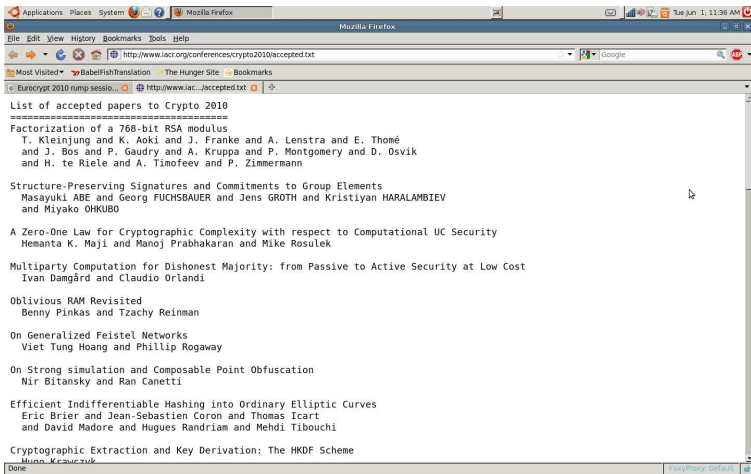 Applications Places System Mozilla Firefox Tue Jun 1, 11:36 AM
Mozilla Firefox
File Edit View History Bookmarks Tools Help
http://www.iacr.org/conferences/crypto2010/accepted.txt Google ABP
Most Visited BabelFishTranslation The Hunger Site Bookmarks
Eurocrypt 2010 rump sessio... http://www.iac.../accepted.txt
List of accepted papers to Crypto 2010
=====================================
Factorization of a 768-bit RSA modulus
T. Kleinjung and K. Aoki and J. Franke and A. Lenstra and E. Thomé
and J. Bos and P. Gaudry and A. Kruppa and P. Montgomery and D. Osvik
and H. te Riele and A. Timofeev and P. Zimmermann
Structure-Preserving Signatures and Commitments to Group Elements
Masayuki ABE and Georg FUCHSBAUER and Jens GROTH and Kristiyan HARALAMBIEV
and Miyako OHKUBO
A Zero-One Law for Cryptographic Complexity with respect to Computational UC Security
Hemanta K. Maji and Manoj Prabhakaran and Mike Rosulek
Multiparty Computation for Dishonest Majority: from Passive to Active Security at Low Cost
Ivan Damgård and Claudio Orlandi
Oblivious RAM Revisited
Benny Pinkas and Tzachy Reinman
On Generalized Feistel Networks
Viet Tung Hoang and Phillip Rogaway
On Strong simulation and Composable Point Obfuscation
Nir Bitansky and Ran Canetti
Efficient Indifferentiable Hashing into Ordinary Elliptic Curves
Eric Brier and Jean-Sebastien Coron and Thomas Icart
and David Madore and Hugues Randriam and Mehdi Tibouchi
Cryptographic Extraction and Key Derivation: The HKDF Scheme
Hugo Krawczyk
Done FoxyProxy: Default